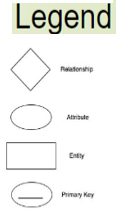 Legend
Relationship
Attribute
Entity
Primary Key